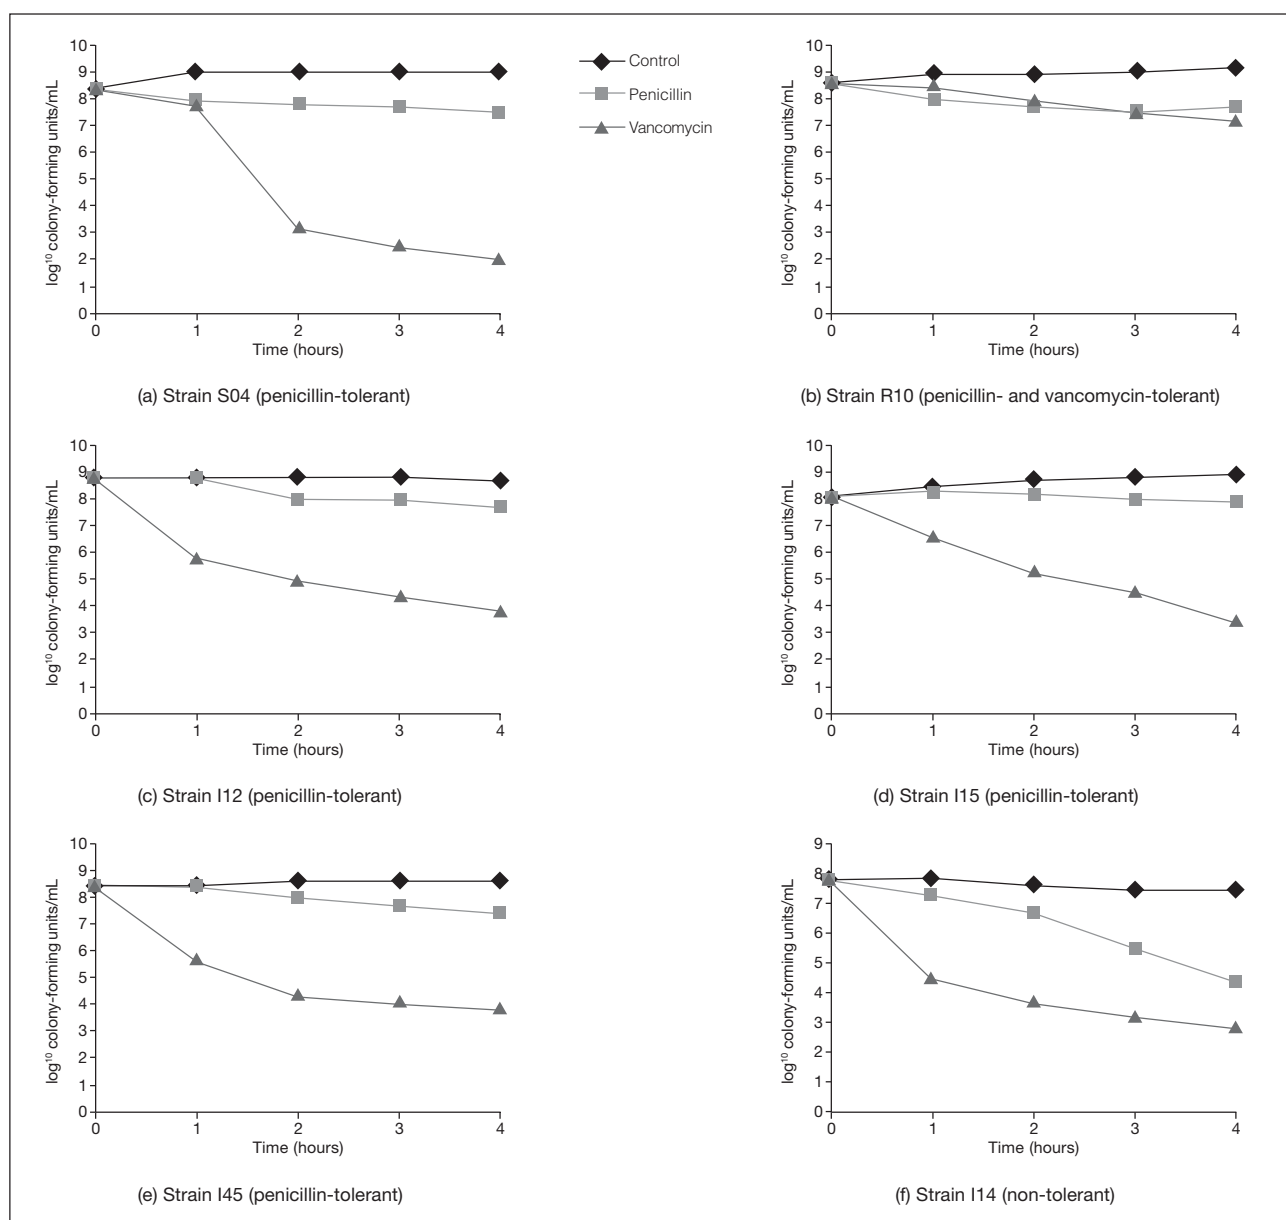 10
9
8
7
6
5
4
3
2
1
0
log¹⁰ colony-forming units/mL
0 1 2 3 4
Time (hours)
(a) Strain S04 (penicillin-tolerant)
Control
Penicillin
Vancomycin
10
9
8
7
6
5
4
3
2
1
0
log¹⁰ colony-forming units/mL
0 1 2 3 4
Time (hours)
(b) Strain R10 (penicillin- and vancomycin-tolerant)
10
9
8
7
6
5
4
3
2
1
0
log¹⁰ colony-forming units/mL
0 1 2 3 4
Time (hours)
(c) Strain I12 (penicillin-tolerant)
10
9
8
7
6
5
4
3
2
1
0
log¹⁰ colony-forming units/mL
0 1 2 3 4
Time (hours)
(d) Strain I15 (penicillin-tolerant)
10
9
8
7
6
5
4
3
2
1
0
log¹⁰ colony-forming units/mL
0 1 2 3 4
Time (hours)
(e) Strain I45 (penicillin-tolerant)
9
8
7
6
5
4
3
2
1
0
log¹⁰ colony-forming units/mL
0 1 2 3 4
Time (hours)
(f) Strain I14 (non-tolerant)